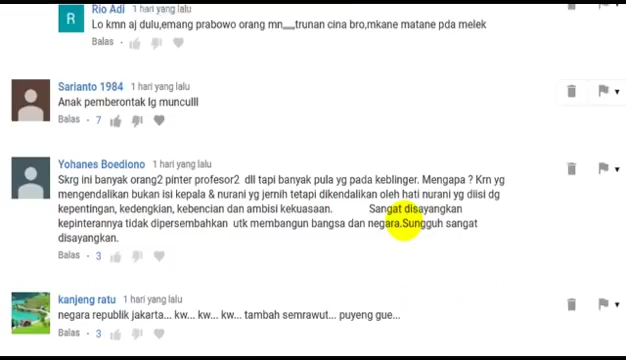 Rio Adi 1 hari yang lalu
Lo kmn aj dulu,emang prabowo orang mn,,,,,,trunan cina bro,mkane matane pda melek
Balas
Sarianto 1984 1 hari yang lalu
Anak pemberontak lg munculll
Balas · 7
Yohanes Boediono 1 hari yang lalu
Skrg ini banyak orang2 pinter profesor2 dll tapi banyak pula yg pada keblinger. Mengapa ? Krn yg
mengendalikan bukan isi kepala & nurani yg jernih tetapi dikendalikan oleh hati nurani yg diisi dg
kepentingan, kedengkian, kebencian dan ambisi kekuasaan. Sangat disayangkan
kepinterannya tidak dipersembahkan utk membangun bangsa dan negara.Sungguh sangat
disayangkan.
Balas · 3
kanjeng ratu 1 hari yang lalu
negara republik jakarta... kw... kw... kw... tambah semrawut... puyeng gue...
Balas · 3